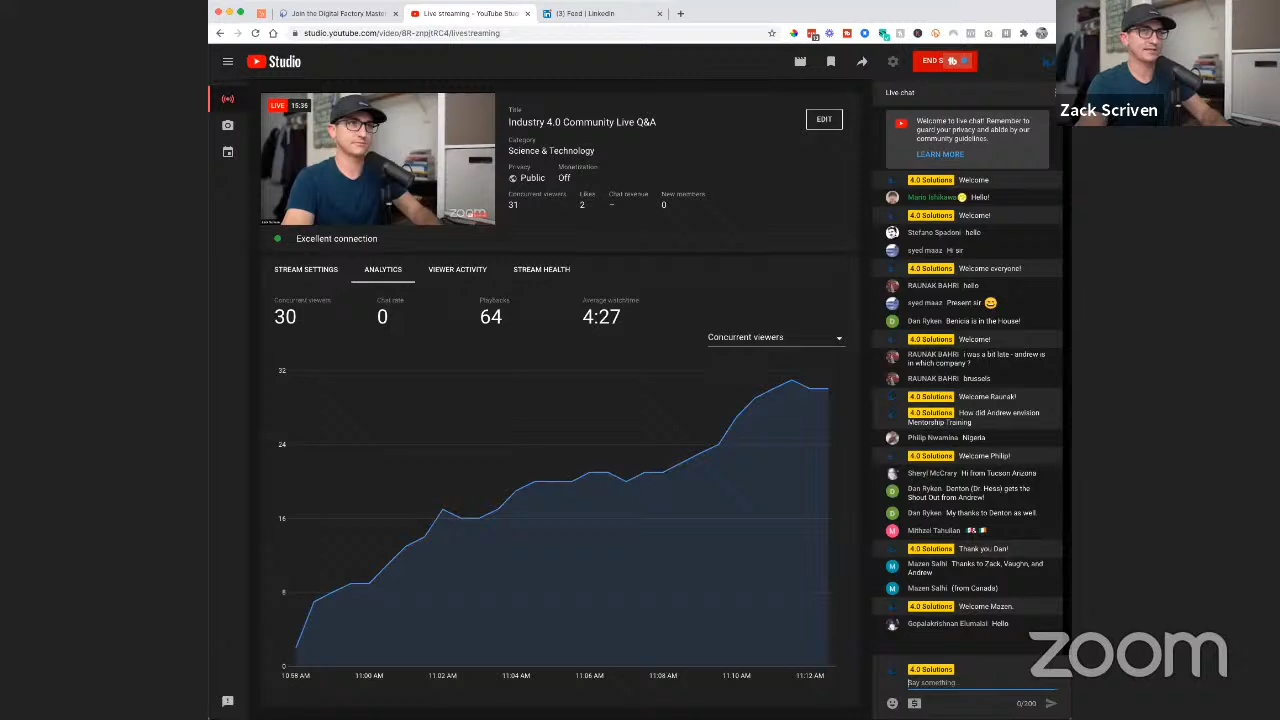 Join the Digital Factory Master
Live streaming - YouTube Stu
(3) Feed | LinkedIn
studio.youtube.com/video/8R-znpjtRC4/livestreaming
Studio
END S
Zack Scriven
LIVE 15:36
zoom
Title
Industry 4.0 Community Live Q&A
EDIT
Category
Science & Technology
Privacy Monetization
Public Off
Concurrent viewers Likes Chat revenue New members
31 2 – 0
Excellent connection
STREAM SETTINGS ANALYTICS VIEWER ACTIVITY STREAM HEALTH
Concurrent viewers Chat rate Playbacks Average watchtime
30 0 64 4:27
Concurrent viewers
32
24
16
8
0
10:58 AM 11:00 AM 11:02 AM 11:04 AM 11:06 AM 11:08 AM 11:10 AM 11:12 AM
Live chat
Welcome to live chat! Remember to
guard your privacy and abide by our
community guidelines.
LEARN MORE
4.0 Solutions Welcome
Mario Ishikawa Hello!
4.0 Solutions Welcome!
Stefano Spadoni hello
syed maaz Hi sir
4.0 Solutions Welcome everyone!
RAUNAK BAHRI hello
syed maaz Present sir
D Dan Ryken Benicia is in the House!
4.0 Solutions Welcome!
RAUNAK BAHRI i was a bit late - andrew is
in which company ?
RAUNAK BAHRI brussels
4.0 Solutions Welcome Raunak!
4.0 Solutions How did Andrew envision
Mentorship Training
Philip Nwamina Nigeria
4.0 Solutions Welcome Philip!
Sheryl McCrary Hi from Tucson Arizona
D Dan Ryken Denton (Dr. Hess) gets the
Shout Out from Andrew!
D Dan Ryken My thanks to Denton as well.
M Mithzel Tahuilan
4.0 Solutions Thank you Dan!
M Mazen Salhi Thanks to Zack, Vaughn, and
Andrew
M Mazen Salhi (from Canada)
4.0 Solutions Welcome Mazen.
Gopalakrishnan Elumalai Hello
4.0 Solutions
Say something...
0/200
zoom